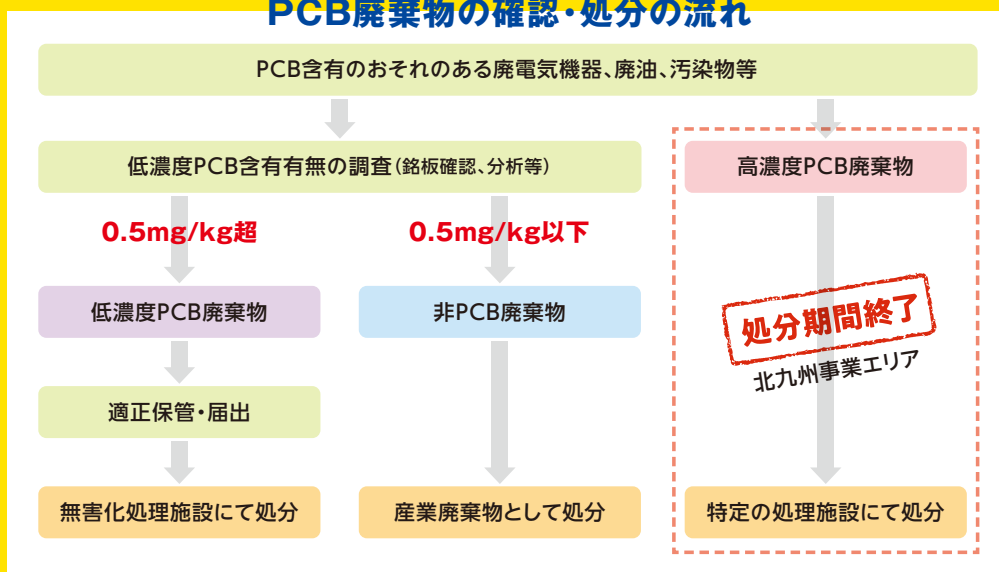 PCB廃棄物の確認・処分の流れ
PCB含有のおそれのある廃電気機器、廃油、汚染物等
低濃度PCB含有有無の調査(銘板確認、分析等)
高濃度PCB廃棄物
0.5mg/kg超
0.5mg/kg以下
低濃度PCB廃棄物
非PCB廃棄物
処分期間終了
北九州事業エリア
適正保管・届出
無害化処理施設にて処分
産業廃棄物として処分
特定の処理施設にて処分